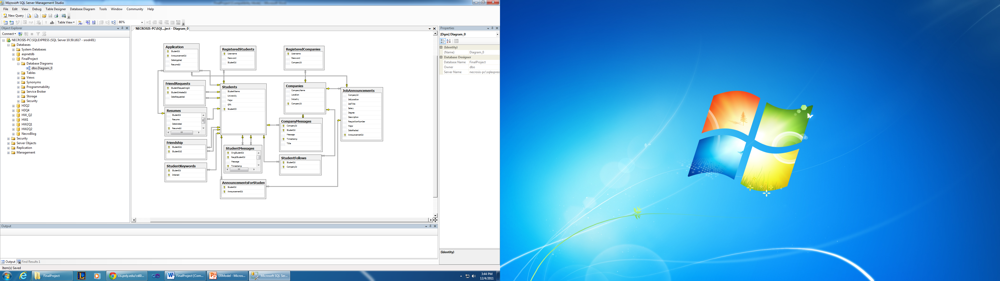 Microsoft SQL Server Management Studio
File Edit View Debug Table Designer Database Diagram Tools Window Community Help
New Query
Table View 80%
Object Explorer
Connect
NECROSIS-PC\SQLEXPRESS (SQL Server 10.50.1617 - srodri01)
Databases
System Databases
aspnetdb
FinalProject
Database Diagrams
dbo.Diagram_0
Tables
Views
Synonyms
Programmability
Service Broker
Storage
Security
H3Q2
H3Q4
HW_Q2
HW1
HW2Q1
HW2Q2
NecroBlog
Security
Server Objects
Replication
Management
NECROSIS-PC\SQL...ject - Diagram_0
Application
StudentId
AnnouncementId
DateApplied
ResumeId
RegisteredStudents
Username
Password
StudentId
RegisteredCompanies
Username
Password
CompanyId
FriendRequests
StudentRequestingId
StudentIntededId
DateRequested
Students
StudentName
University
Major
GPA
StudentID
Companies
CompanyName
Location
Industry
CompanyId
JobAnnouncements
CompanyId
JobLocation
JobTitle
Salary
Degree
Description
RequisitionNumber
Major
DatePosted
AnnouncementId
Resumes
StudentId
Resume
DateAdded
ResumeId
CompanyMessages
CompanyId
StudentId
Message
Timestamp
Title
Friendship
StudentId1
StudentId2
StudentMessages
OrigStudentId
RecptStudentId
Message
Timestamp
StudentFollows
StudentId
CompanyId
StudentKeywords
StudentId
Interest
AnnouncementsForStuden
StudentId
AnnouncementId
Properties
[Dgm] Diagram_0
(Identity)
(Name) Diagram_0
Database Designer
Database Name FinalProject
Owner dbo
Server Name necrosis-pc\sqlexpress
(Identity)
Output
Output Find Results 1
Item(s) Saved
FinalProject
cis.poly.edu/cs60...
FinalProject [Com...
ERModel - Micros...
Microsoft SQL Ser...
3:44 PM
12/4/2011